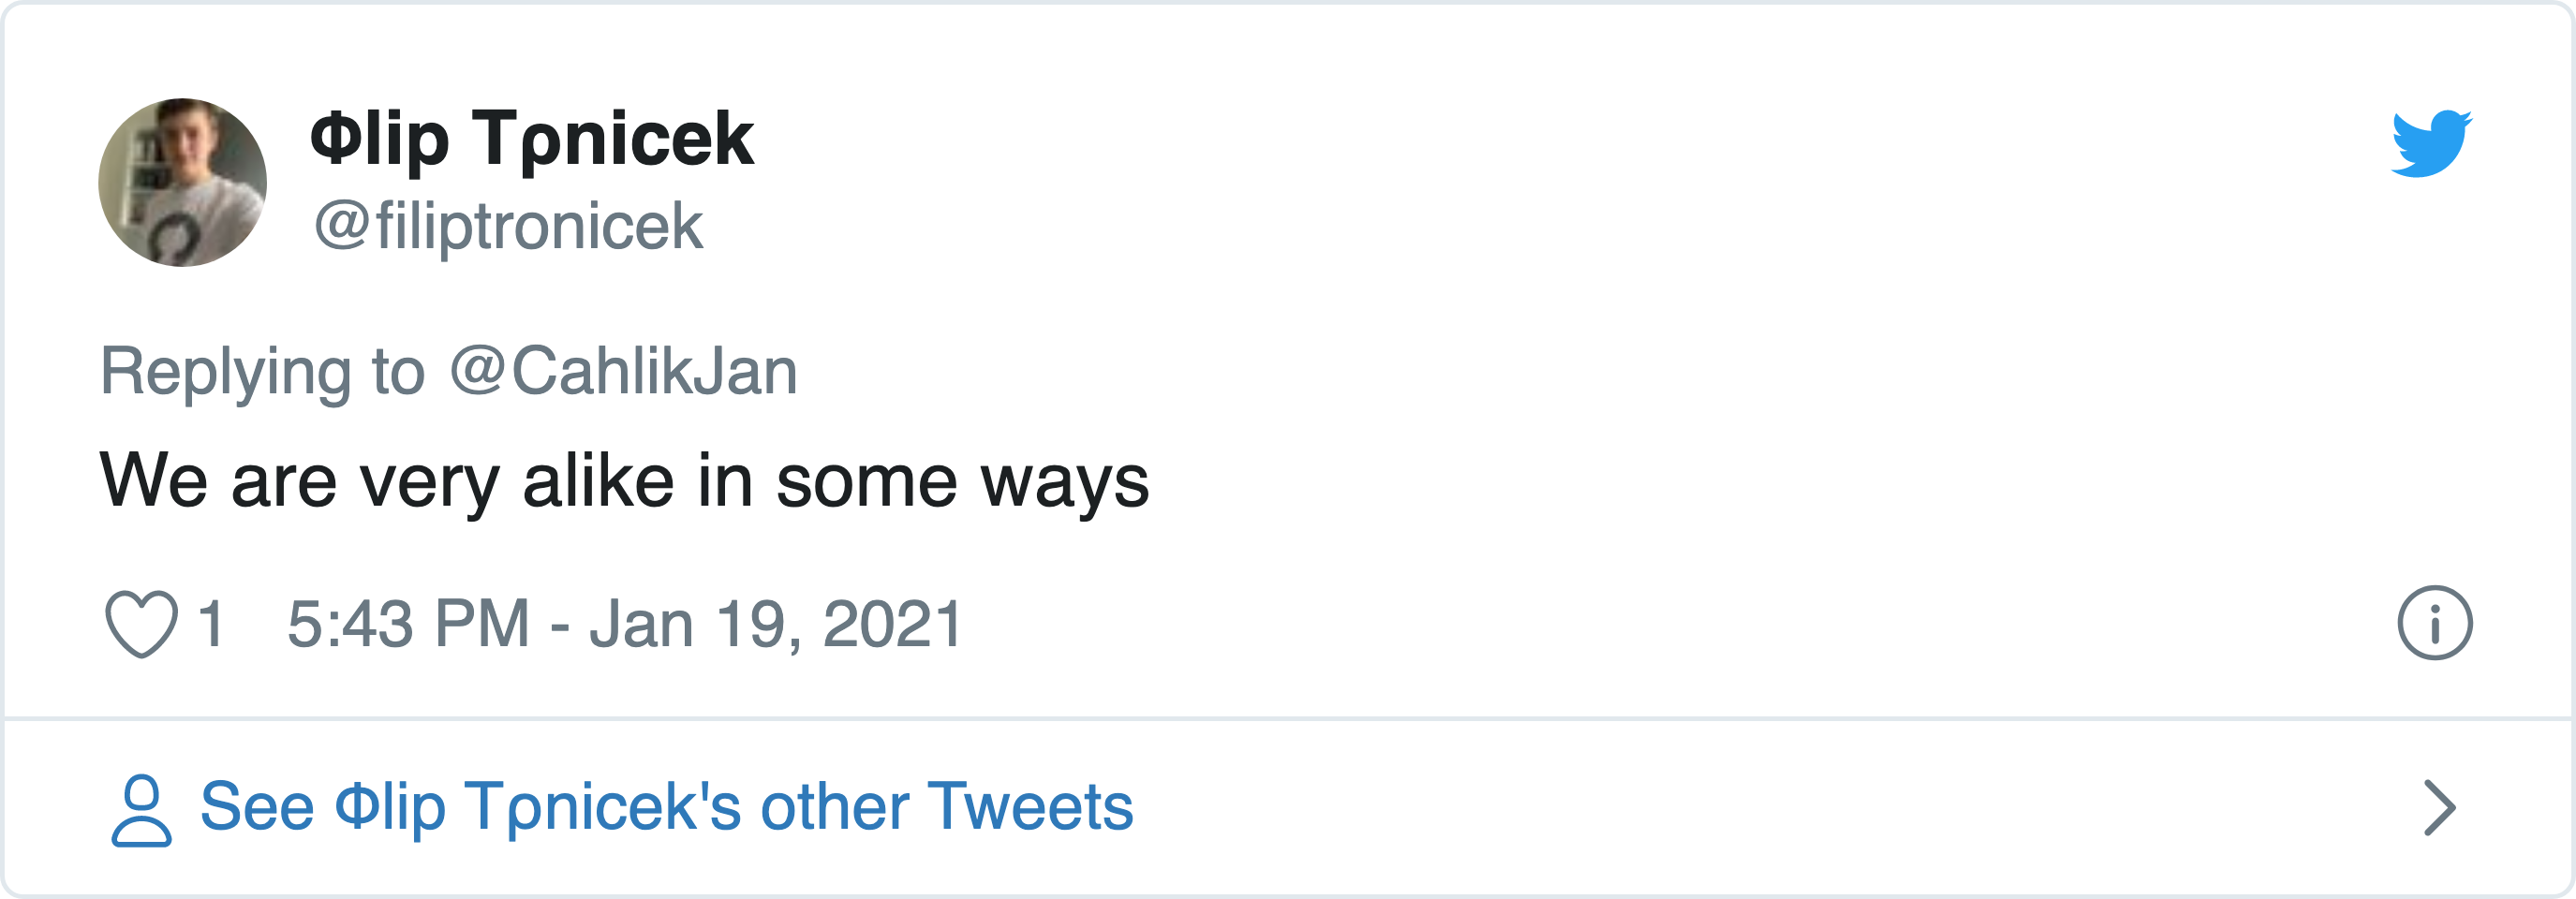 Φlip Tρnicek
@filiptronicek
Replying to @CahlikJan
We are very alike in some ways
1 5:43 PM - Jan 19, 2021
See Φlip Tρnicek's other Tweets